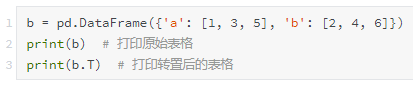 1 b = pd.DataFrame({'a': [1, 3, 5], 'b': [2, 4, 6]})
2 print(b)  # 打印原始表格
3 print(b.T)  # 打印转置后的表格